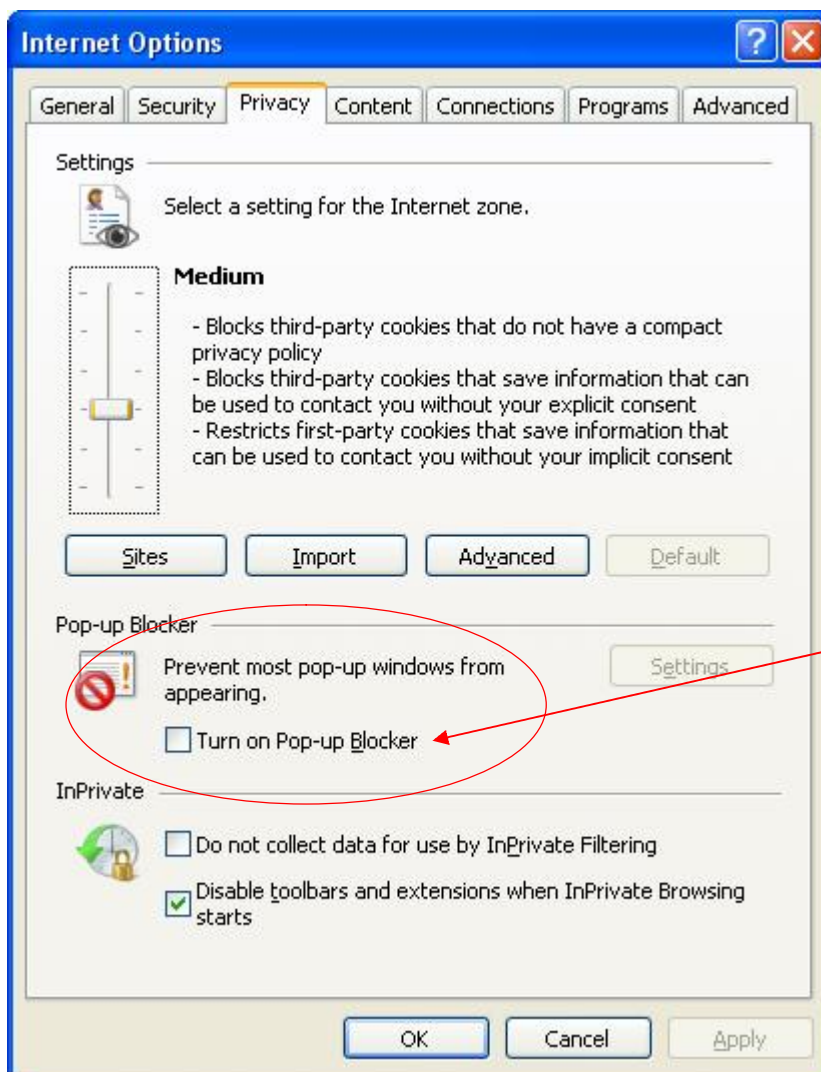 Internet Options
General Security Privacy Content Connections Programs Advanced
Settings
Select a setting for the Internet zone.
Medium
- Blocks third-party cookies that do not have a compact
privacy policy
- Blocks third-party cookies that save information that can
be used to contact you without your explicit consent
- Restricts first-party cookies that save information that
can be used to contact you without your implicit consent
Sites Import Advanced Default
Pop-up Blocker
Prevent most pop-up windows from
appearing.
Settings
Turn on Pop-up Blocker
InPrivate
Do not collect data for use by InPrivate Filtering
Disable toolbars and extensions when InPrivate Browsing
starts
OK Cancel Apply